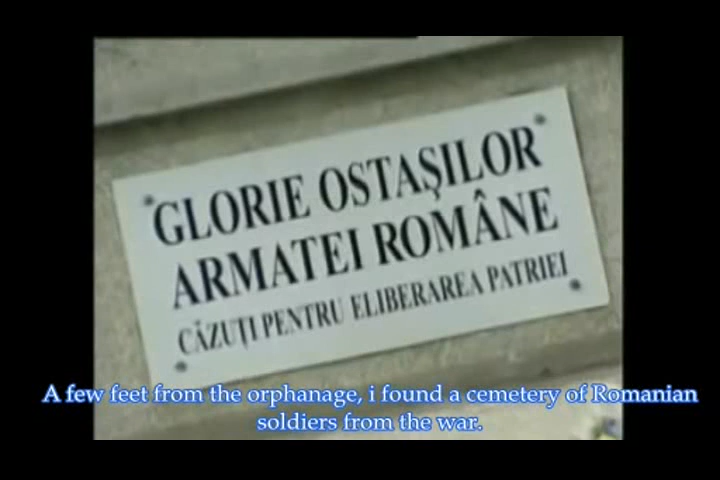 GLORIE OSTAŞILOR
ARMATEI ROMÂNE
CĂZUŢI PENTRU ELIBERAREA PATRIEI
A few feet from the orphanage, i found a cemetery of Romanian
soldiers from the war.